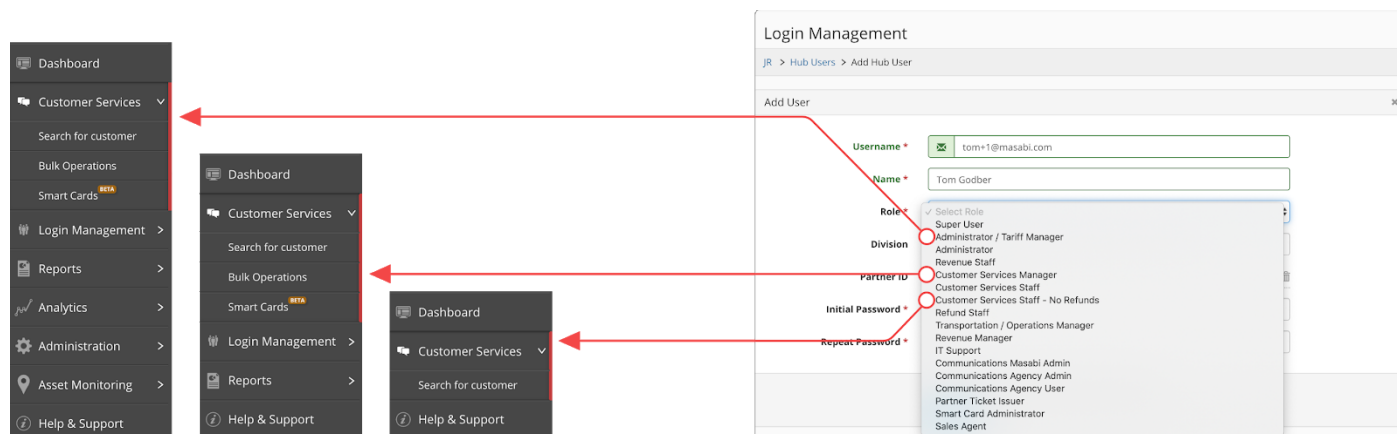 Dashboard
Customer Services
Search for customer
Bulk Operations
Smart Cards BETA
Login Management
Reports
Analytics
Administration
Asset Monitoring
Help & Support
Dashboard
Customer Services
Search for customer
Bulk Operations
Smart Cards BETA
Login Management
Reports
Help & Support
Dashboard
Customer Services
Search for customer
Help & Support
Login Management
JR > Hub Users > Add Hub User
Add User
Username * tom+1@masabi.com
Name * Tom Godber
Role *
Division
Partner ID
Initial Password *
Repeat Password *
✓ Select Role
Super User
Administrator / Tariff Manager
Administrator
Revenue Staff
Customer Services Manager
Customer Services Staff
Customer Services Staff - No Refunds
Refund Staff
Transportation / Operations Manager
Revenue Manager
IT Support
Communications Masabi Admin
Communications Agency Admin
Communications Agency User
Partner Ticket Issuer
Smart Card Administrator
Sales Agent